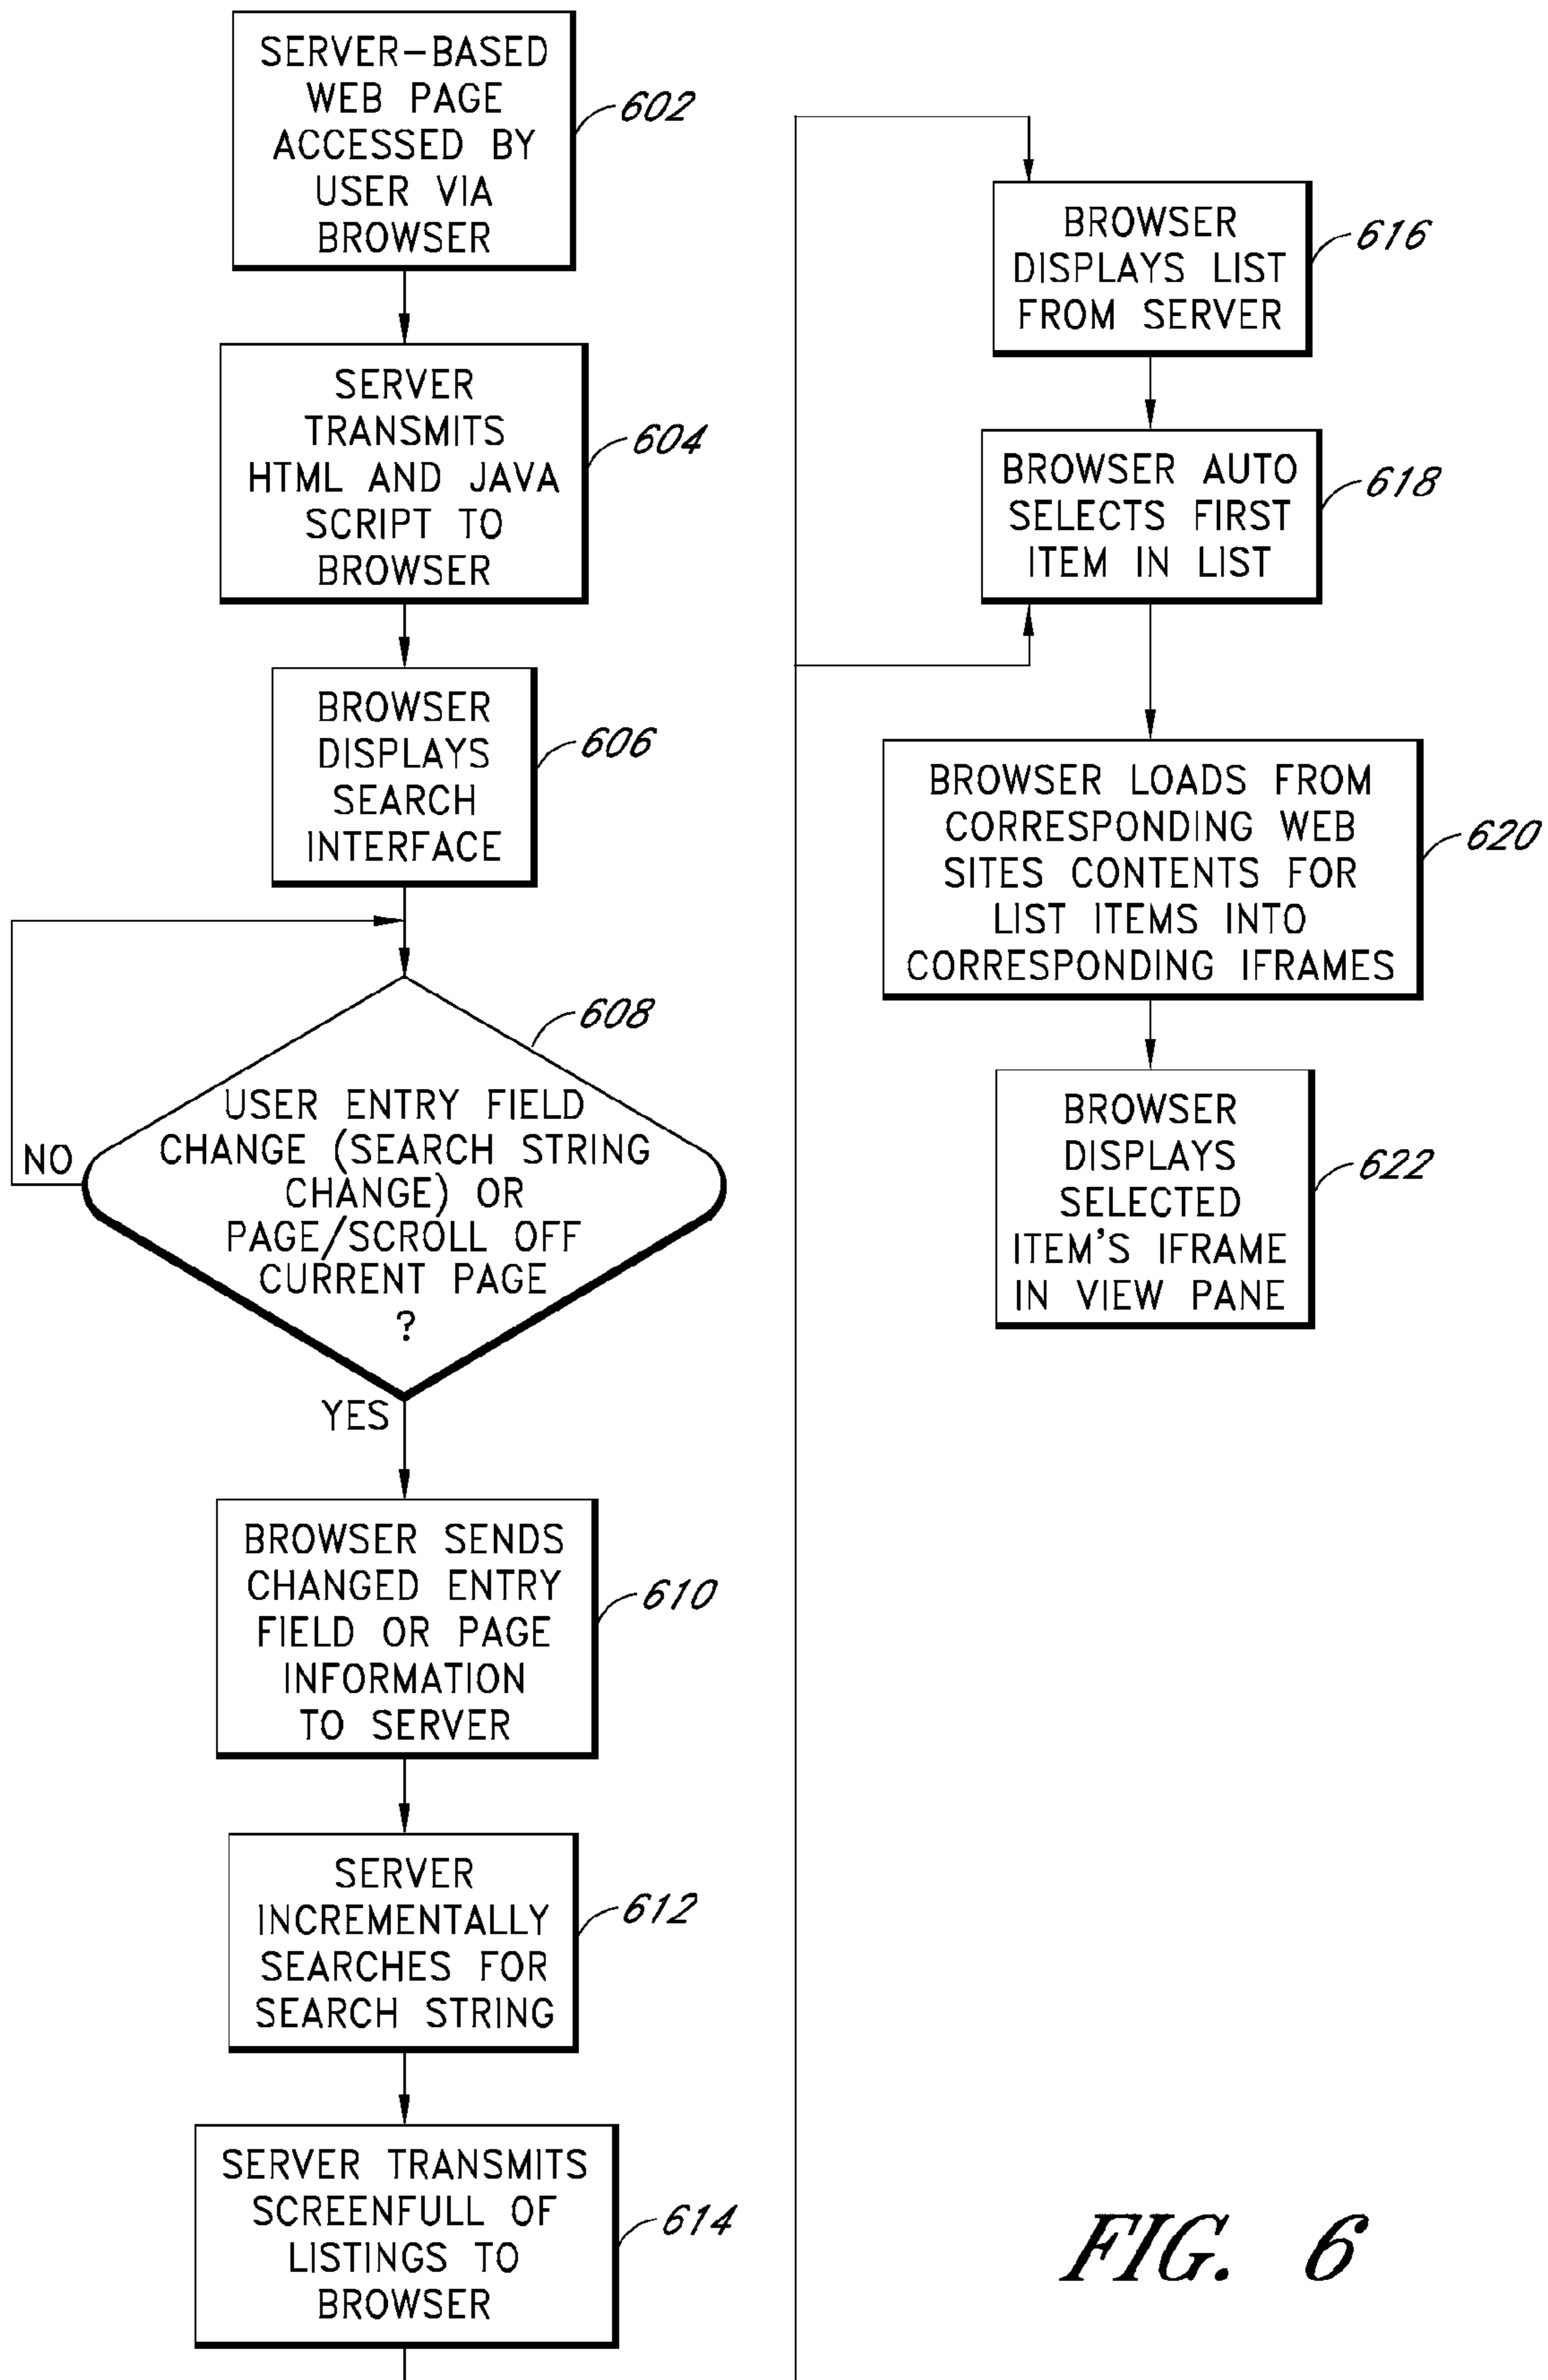 SERVER-BASED
WEB PAGE
ACCESSED BY
USER VIA
BROWSER
602
SERVER
TRANSMITS
HTML AND JAVA
SCRIPT TO
BROWSER
604
BROWSER
DISPLAYS
SEARCH
INTERFACE
606
608
USER ENTRY FIELD
CHANGE (SEARCH STRING
CHANGE) OR
PAGE/SCROLL OFF
CURRENT PAGE
?
NO
YES
BROWSER SENDS
CHANGED ENTRY
FIELD OR PAGE
INFORMATION
TO SERVER
610
SERVER
INCREMENTALLY
SEARCHES FOR
SEARCH STRING
612
SERVER TRANSMITS
SCREENFULL OF
LISTINGS TO
BROWSER
614
BROWSER
DISPLAYS LIST
FROM SERVER
616
BROWSER AUTO
SELECTS FIRST
ITEM IN LIST
618
BROWSER LOADS FROM
CORRESPONDING WEB
SITES CONTENTS FOR
LIST ITEMS INTO
CORRESPONDING IFRAMES
620
BROWSER
DISPLAYS
SELECTED
ITEM'S IFRAME
IN VIEW PANE
622
FIG. 6